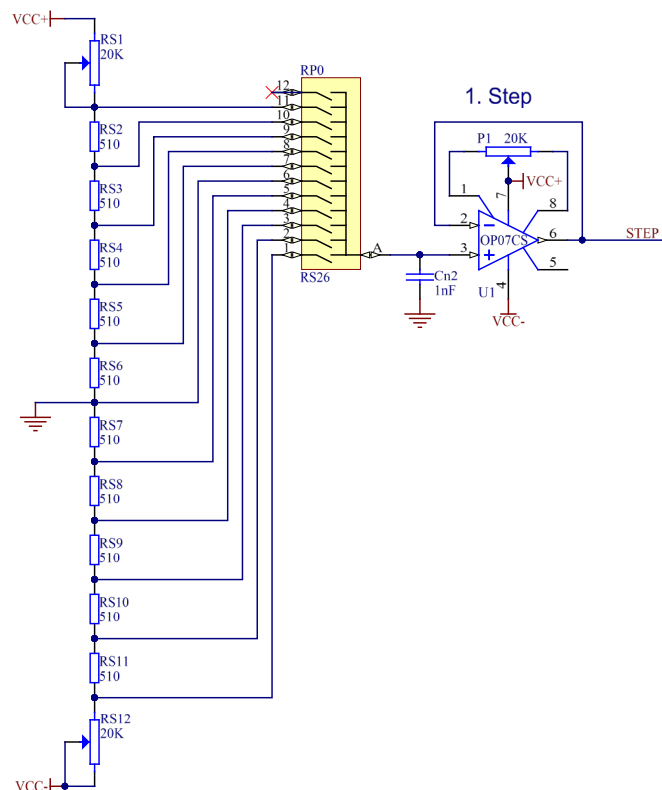 VCC+
RS1
20K
RS2
510
RS3
510
RS4
510
RS5
510
RS6
510
RS7
510
RS8
510
RS9
510
RS10
510
RS11
510
RS12
20K
VCC-
RP0
12
11
10
9
8
7
6
5
4
3
2
1
A
RS26
1. Step
P1 20K
VCC+
1
7
8
2
OP07CS
6
STEP
3
5
4
U1
VCC-
Cn2
1nF